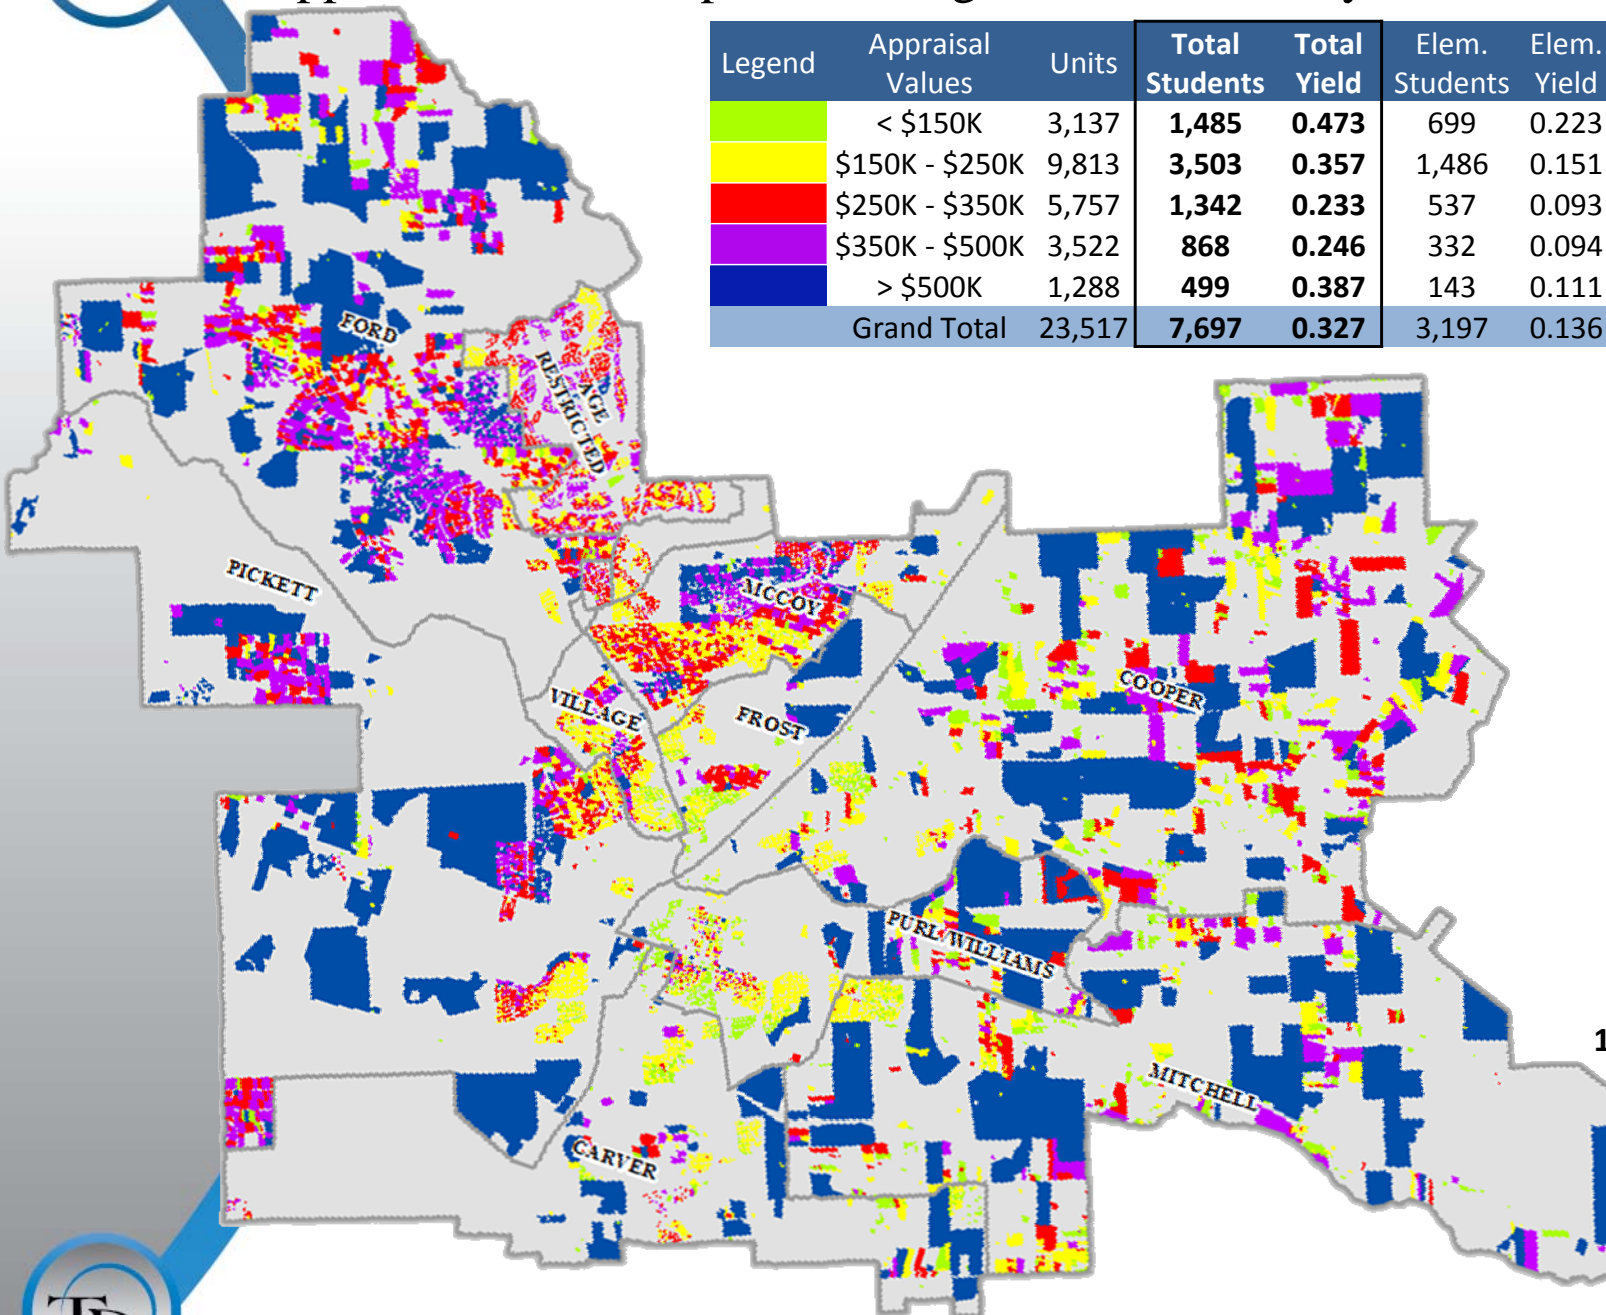 Legend Appraisal Values Units Total Students Total Yield Elem. Students Elem. Yield
< $150K 3,137 1,485 0.473 699 0.223
$150K - $250K 9,813 3,503 0.357 1,486 0.151
$250K - $350K 5,757 1,342 0.233 537 0.093
$350K - $500K 3,522 868 0.246 332 0.094
> $500K 1,288 499 0.387 143 0.111
Grand Total 23,517 7,697 0.327 3,197 0.136
FORD
AGE
RESTRICTED
PICKETT
MCCOY
VILLAGE
FROST
COOPER
PURL/WILLIAMS
1
MITCHELL
CARVER